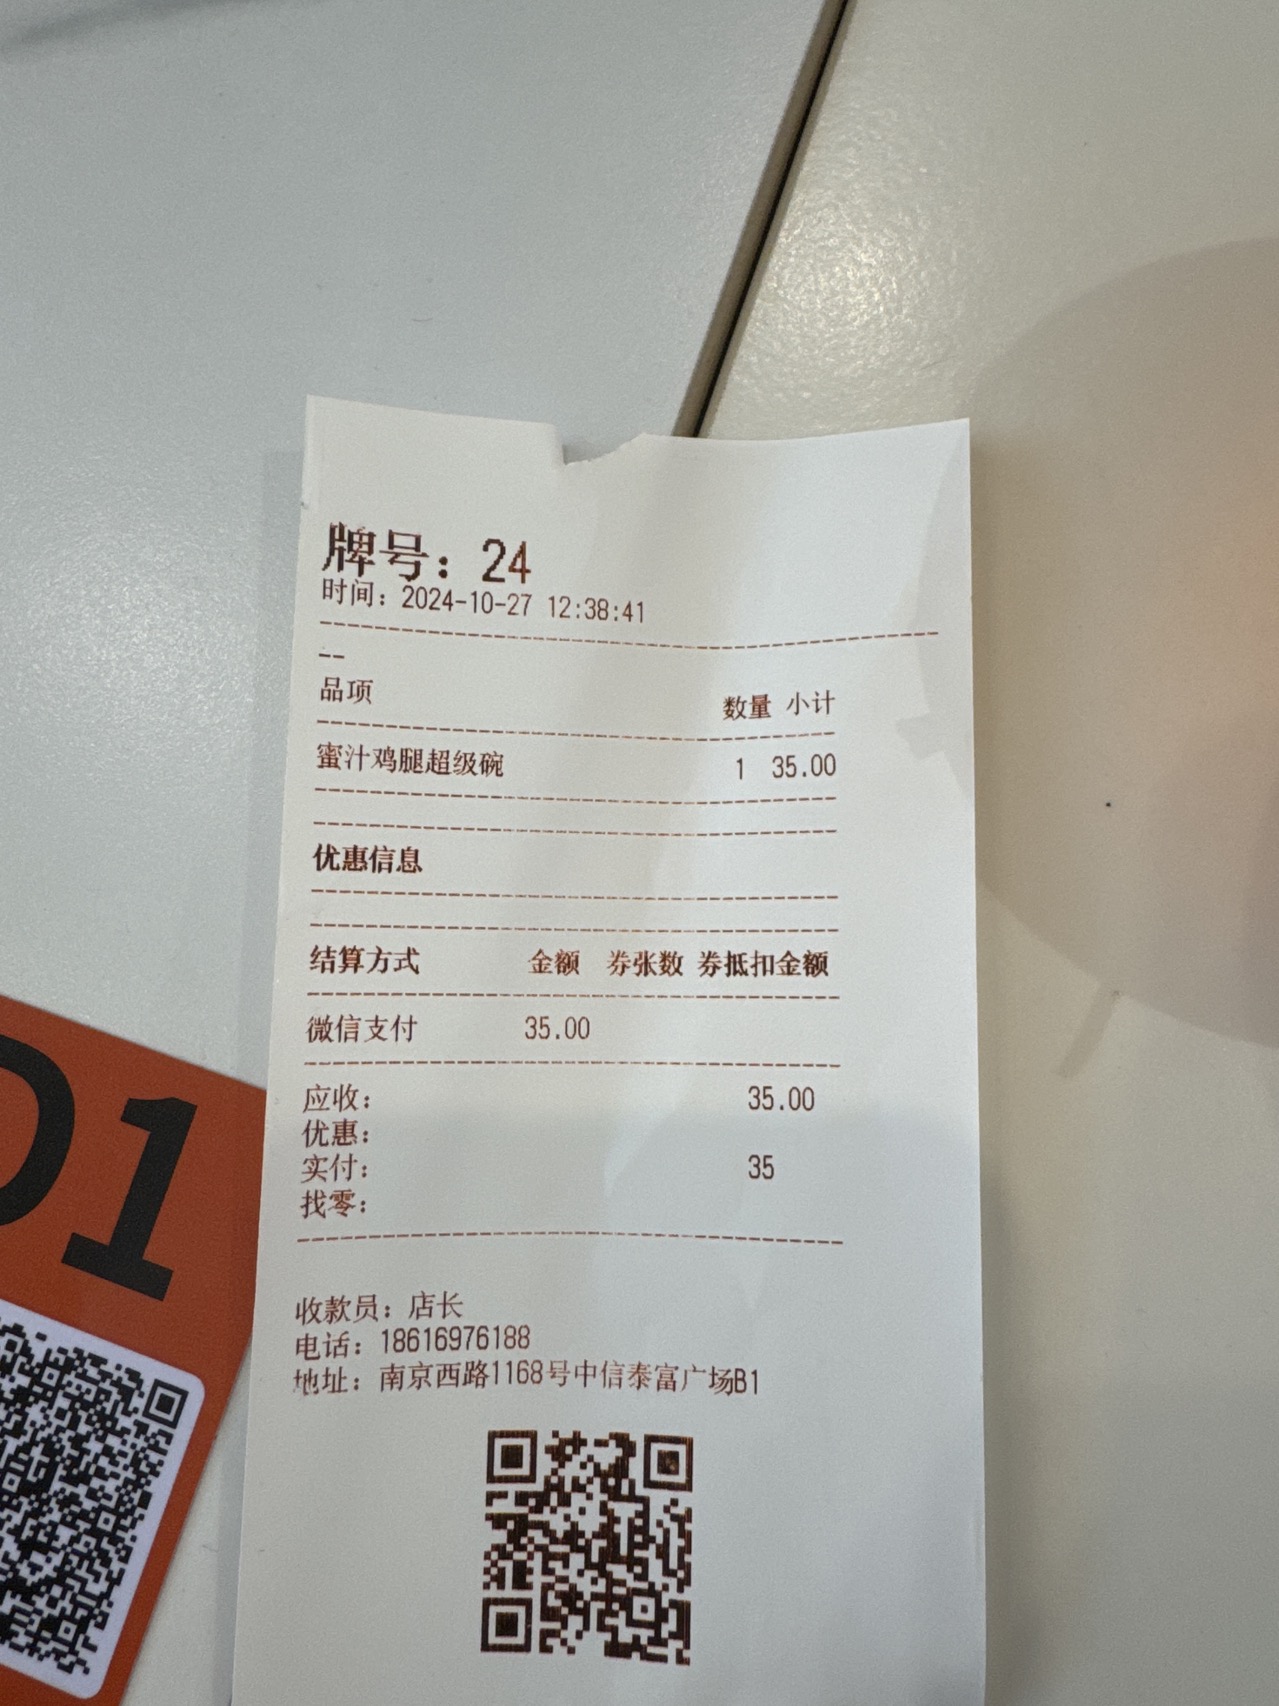 牌号：24
时间：2024-10-27 12:38:41
品项 数量 小计
蜜汁鸡腿超级碗 1 35.00
优惠信息
结算方式 金额 券张数 券抵扣金额
微信支付 35.00
应收： 35.00
优惠：
实付： 35
找零：
收款员：店长
电话：18616976188
地址：南京西路1168号中信泰富广场B1
01